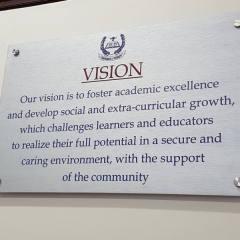 VISION
Our vision is to foster academic excellence
and develop social and extra-curricular growth,
which challenges learners and educators
to realize their full potential in a secure and
caring environment, with the support
of the community